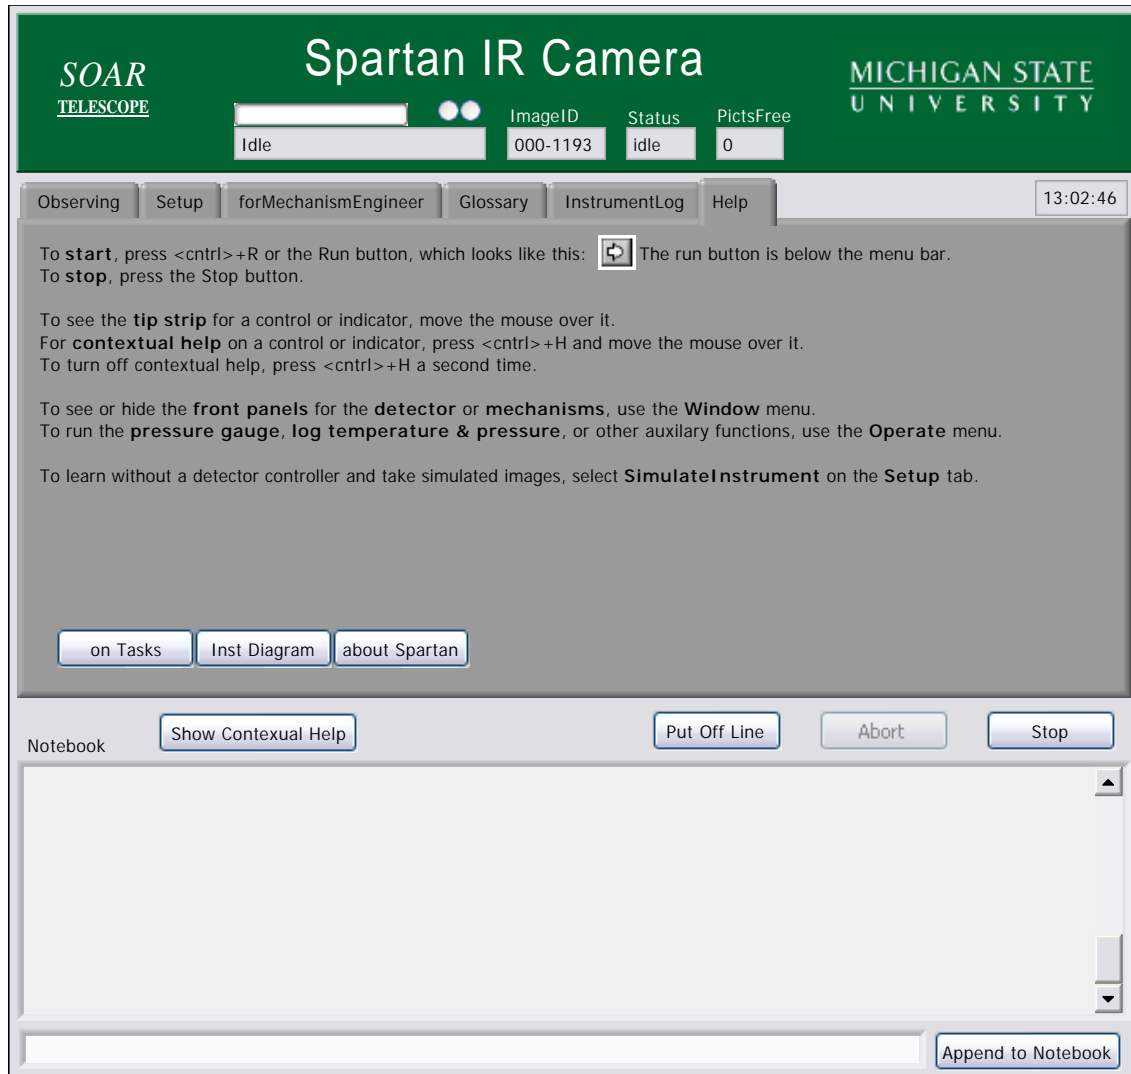 Spartan IR Camera
SOAR
TELESCOPE
MICHIGAN STATE
UNIVERSITY
ImageID Status PictsFree
Idle 000-1193 idle 0
Observing Setup forMechanismEngineer Glossary InstrumentLog Help 13:02:46
To start, press <cntrl>+R or the Run button, which looks like this: The run button is below the menu bar.
To stop, press the Stop button.
To see the tip strip for a control or indicator, move the mouse over it.
For contextual help on a control or indicator, press <cntrl>+H and move the mouse over it.
To turn off contextual help, press <cntrl>+H a second time.
To see or hide the front panels for the detector or mechanisms, use the Window menu.
To run the pressure gauge, log temperature & pressure, or other auxilary functions, use the Operate menu.
To learn without a detector controller and take simulated images, select SimulateInstrument on the Setup tab.
on Tasks Inst Diagram about Spartan
Notebook Show Contexual Help Put Off Line Abort Stop
Append to Notebook